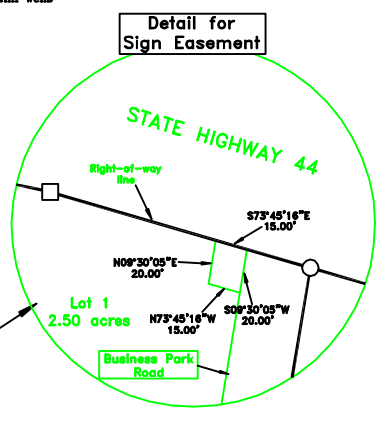 Detail for
Sign Easement
STATE HIGHWAY 44
Right-of-way
line
S73°45'16"E
15.00'
N09°30'05"E
20.00'
S09°30'05"W
20.00'
N73°45'16"W
15.00'
Lot 1
2.50 acres
Business Park
Road